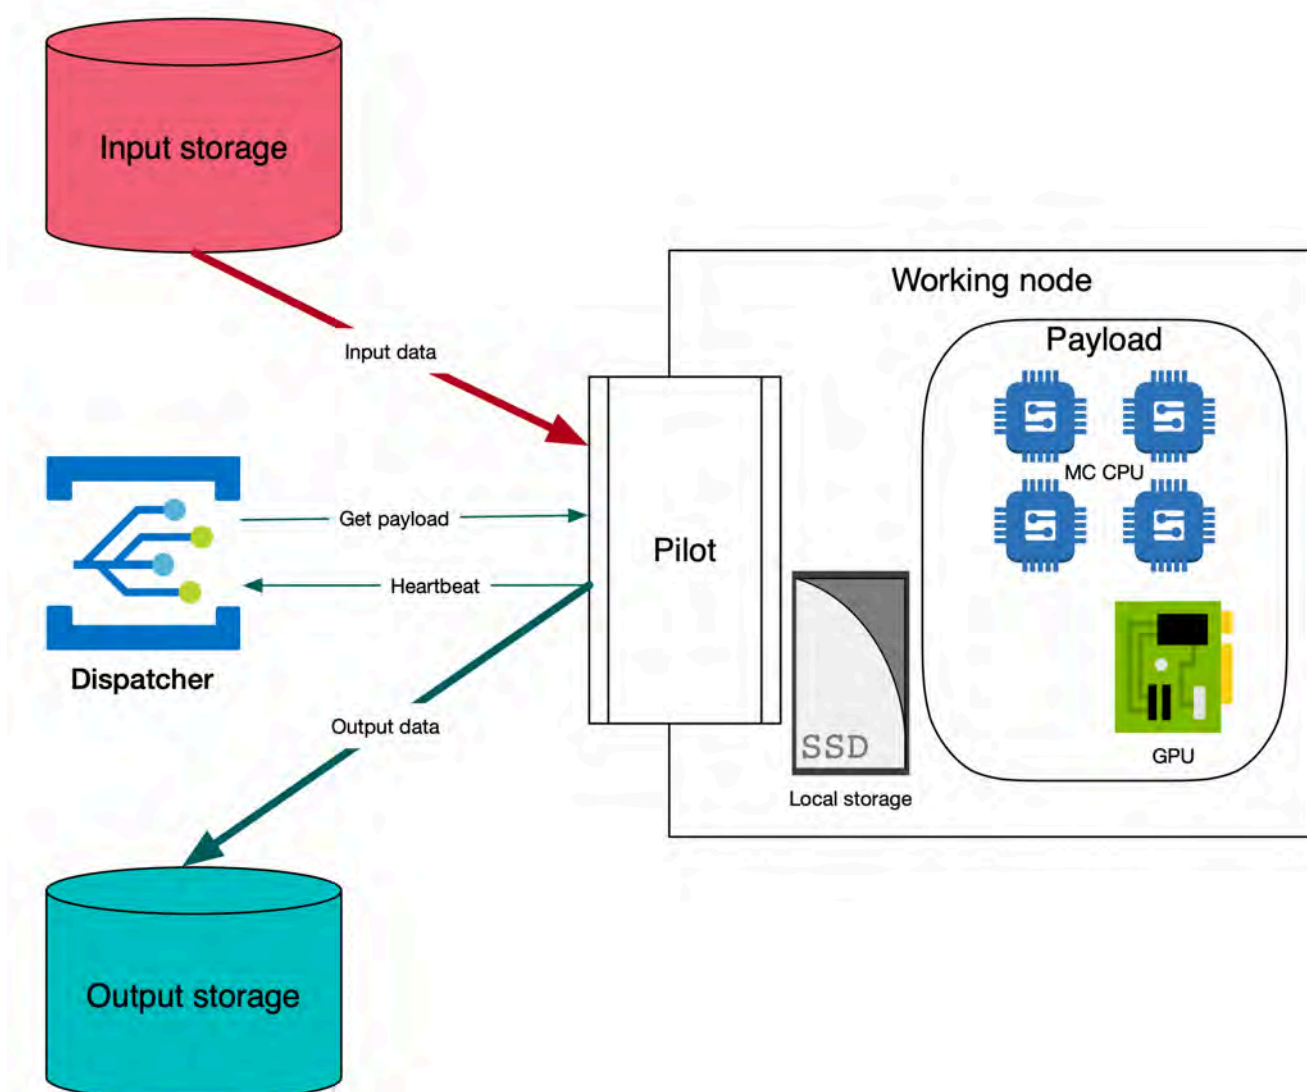 Input storage
Working node
Payload
Input data
MC CPU
Get payload
Pilot
Heartbeat
Dispatcher
Output data
SSD
GPU
Local storage
Output storage